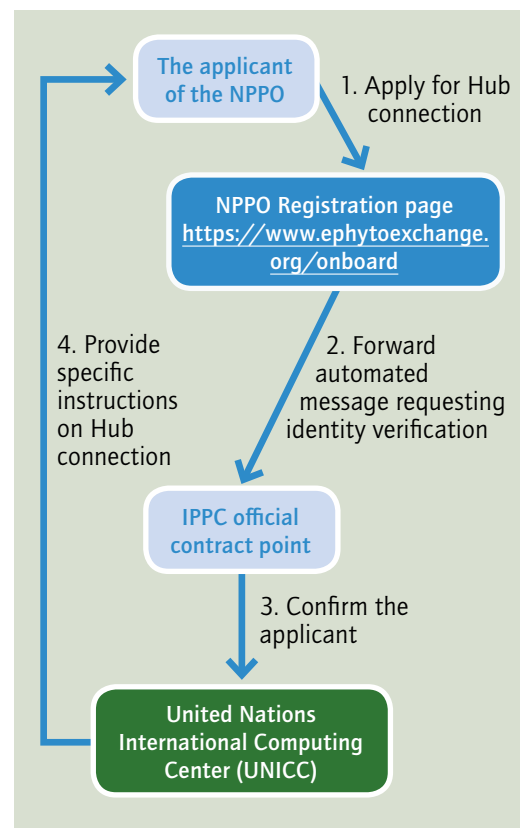 The applicant
of the NPPO
1. Apply for Hub
connection
NPPO Registration page
https://www.ephytoexchange.
org/onboard
2. Forward
automated
message requesting
identity verification
4. Provide
specific
instructions
on Hub
connection
IPPC official
contract point
3. Confirm the
applicant
United Nations
International Computing
Center (UNICC)